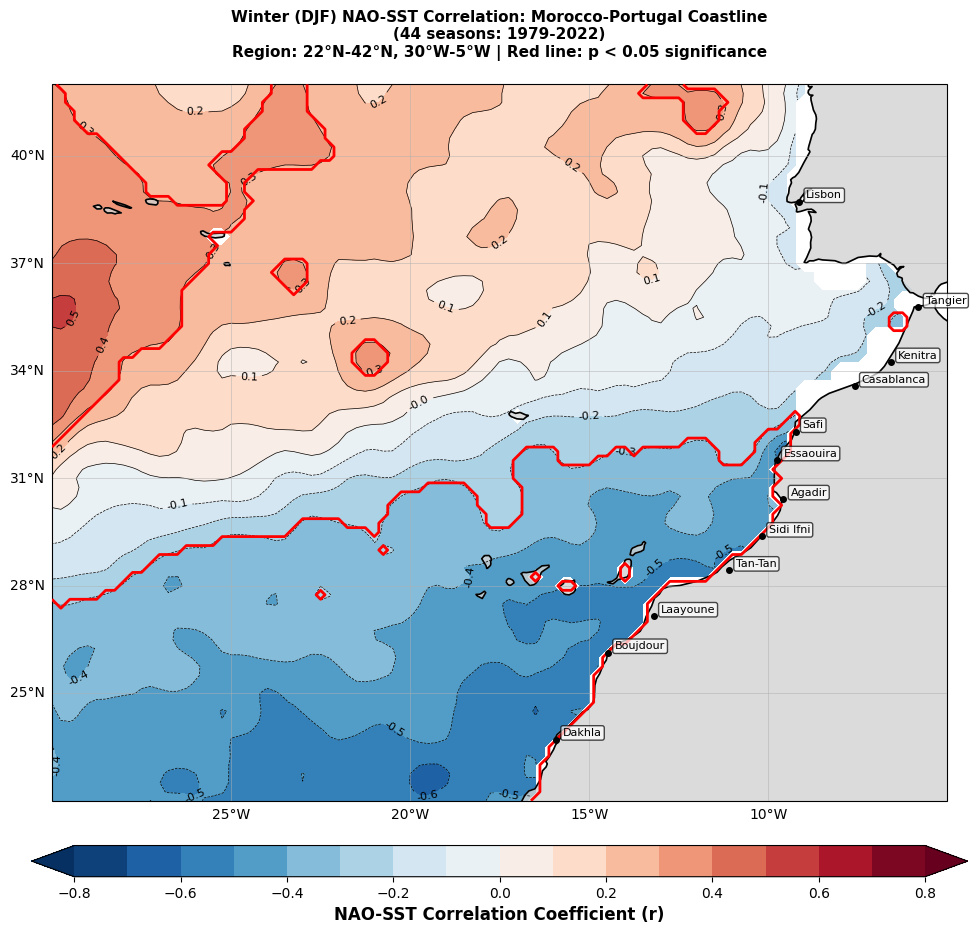 Winter (DJF) NAO-SST Correlation: Morocco-Portugal Coastline
(44 seasons: 1979-2022)
Region: 22°N-42°N, 30°W-5°W | Red line: p < 0.05 significance
0.2
0.2
0.3
0.3
40°N
0.2
0.3
-0.1
Lisbon
0.2
0.3
37°N
0.1
0.3
0.1
-0.2
Tangier
0.5
0.2
0.1
0.4
Kenitra
34°N
0.1
0.3
Casablanca
-0.0
-0.2
Safi
0.2
-0.3
Essaouira
31°N
-0.1
Agadir
Sidi Ifni
-0.5
Tan-Tan
-0.4
-0.5
28°N
Laayoune
Boujdour
-0.4
25°N
-0.5
Dakhla
-0.4
-0.5
-0.6
-0.5
25°W
20°W
15°W
10°W
−0.8
−0.6
−0.4
−0.2
0.0
0.2
0.4
0.6
0.8
NAO-SST Correlation Coefficient (r)